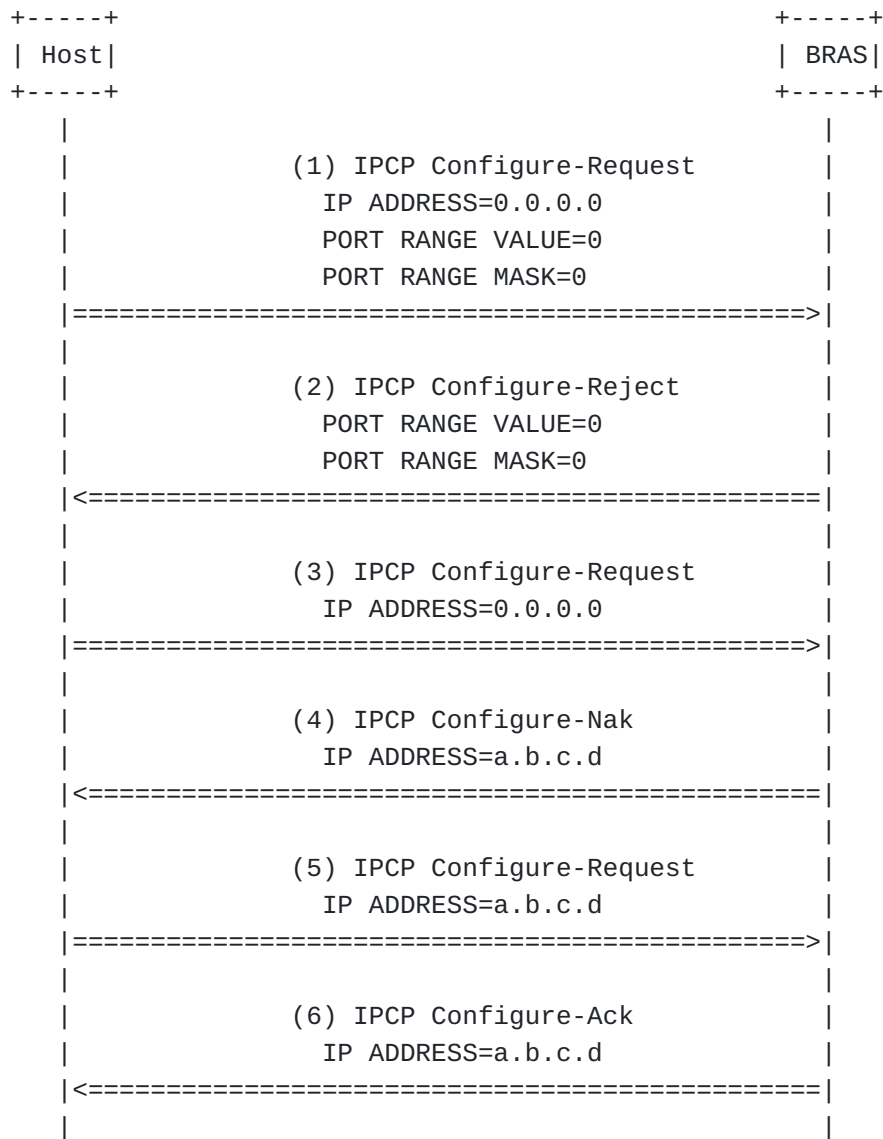 +-----+ +-----+
| Host| | BRAS|
+-----+ +-----+
| |
| (1) IPCP Configure-Request |
| IP ADDRESS=0.0.0.0 |
| PORT RANGE VALUE=0 |
| PORT RANGE MASK=0 |
|===============================================>|
| |
| (2) IPCP Configure-Reject |
| PORT RANGE VALUE=0 |
| PORT RANGE MASK=0 |
|<===============================================|
| |
| (3) IPCP Configure-Request |
| IP ADDRESS=0.0.0.0 |
|===============================================>|
| |
| (4) IPCP Configure-Nak |
| IP ADDRESS=a.b.c.d |
|<===============================================|
| |
| (5) IPCP Configure-Request |
| IP ADDRESS=a.b.c.d |
|===============================================>|
| |
| (6) IPCP Configure-Ack |
| IP ADDRESS=a.b.c.d |
|<===============================================|
| |